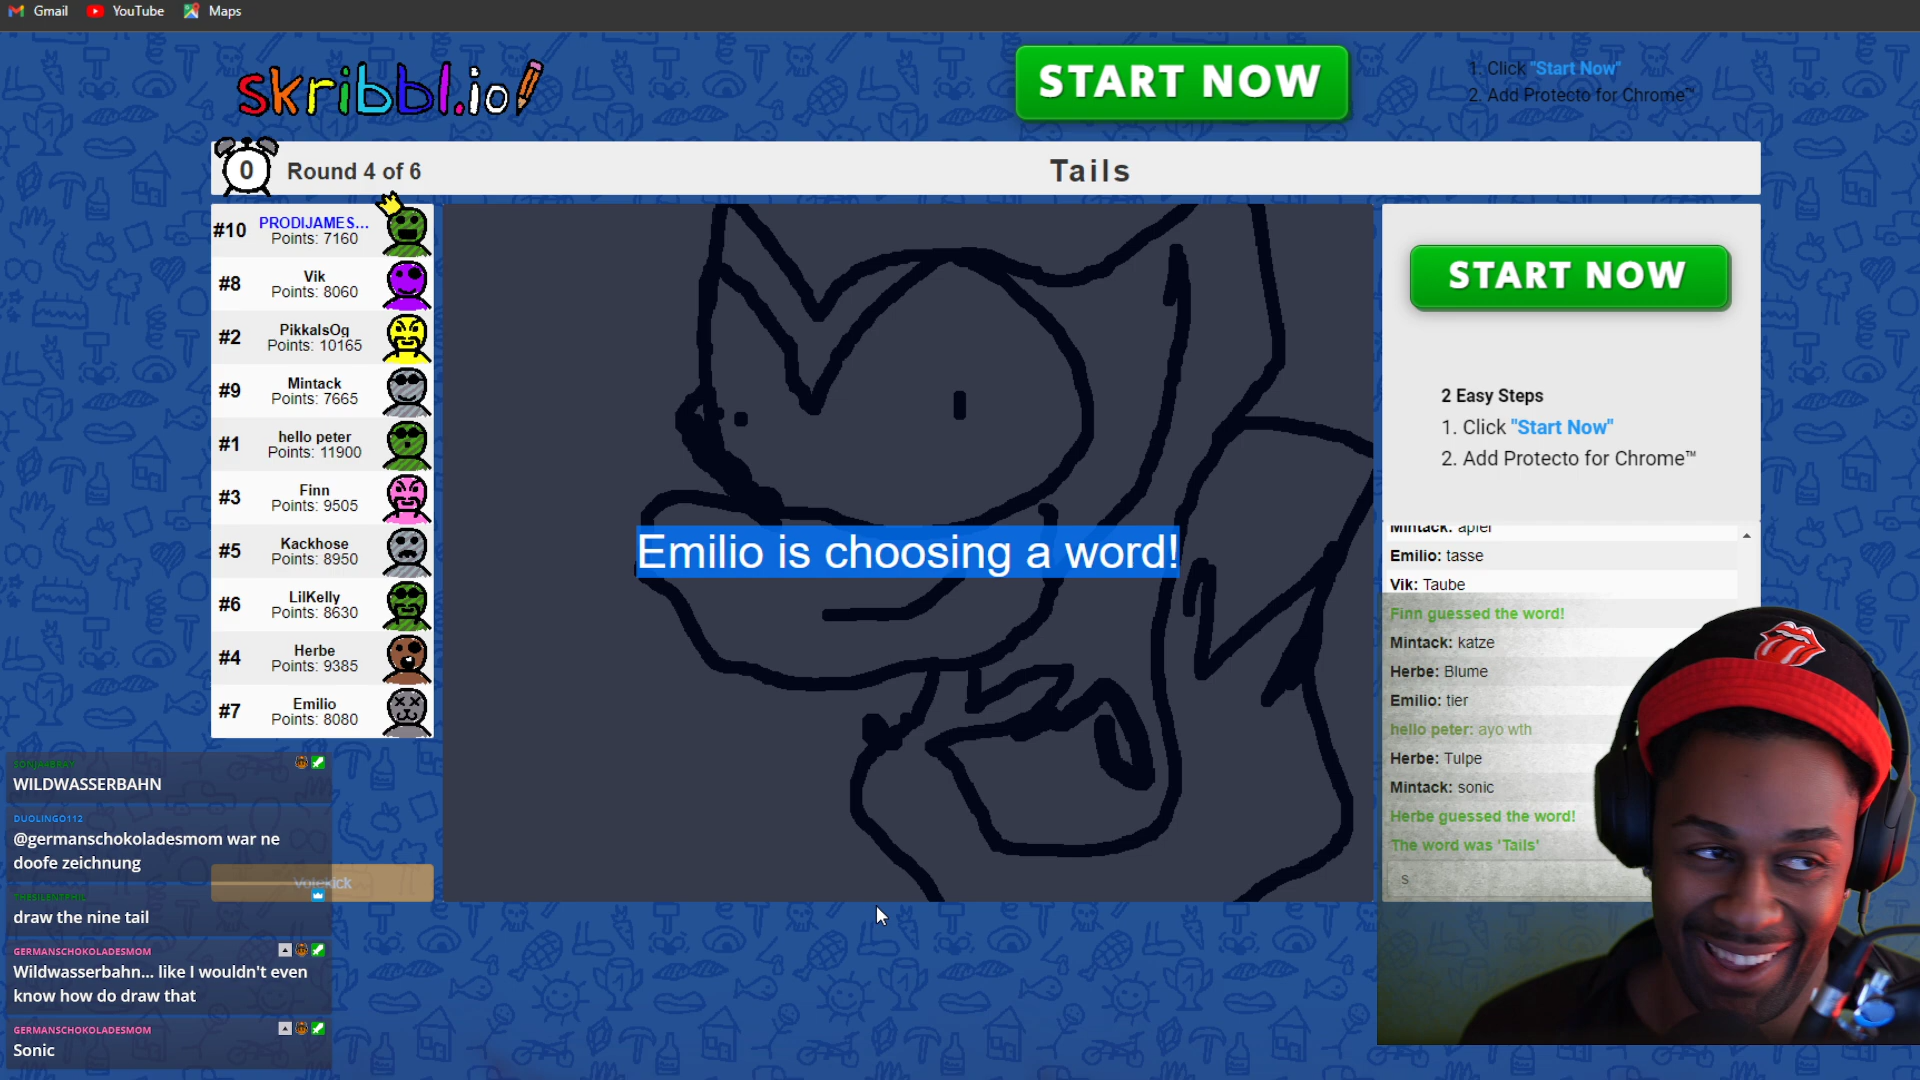 Gmail YouTube Maps
skribbl.io
START NOW
1. Click "Start Now"
2. Add Protecto for Chrome™
0
Round 4 of 6
Tails
#10 PRODIJAMES...
Points: 7160
#8 Vik
Points: 8060
#2 PikkaIsOg
Points: 10165
#9 Mintack
Points: 7665
#1 hello peter
Points: 11900
#3 Finn
Points: 9505
#5 Kackhose
Points: 8950
#6 LilKelly
Points: 8630
#4 Herbe
Points: 9385
#7 Emilio
Points: 8080
Votekick
Emilio is choosing a word!
START NOW
2 Easy Steps
1. Click "Start Now"
2. Add Protecto for Chrome™
Mintack: apfel
Emilio: tasse
Vik: Taube
Finn guessed the word!
Mintack: katze
Herbe: Blume
Emilio: tier
hello peter: ayo wth
Herbe: Tulpe
Mintack: sonic
Herbe guessed the word!
The word was 'Tails'
s
WILDWASSERBAHN
DUOLINGO112
@germanschokoladesmom war ne
doofe zeichnung
draw the nine tail
GERMANSCHOKOLADESMOM
Wildwasserbahn... like I wouldn't even
know how do draw that
GERMANSCHOKOLADESMOM
Sonic